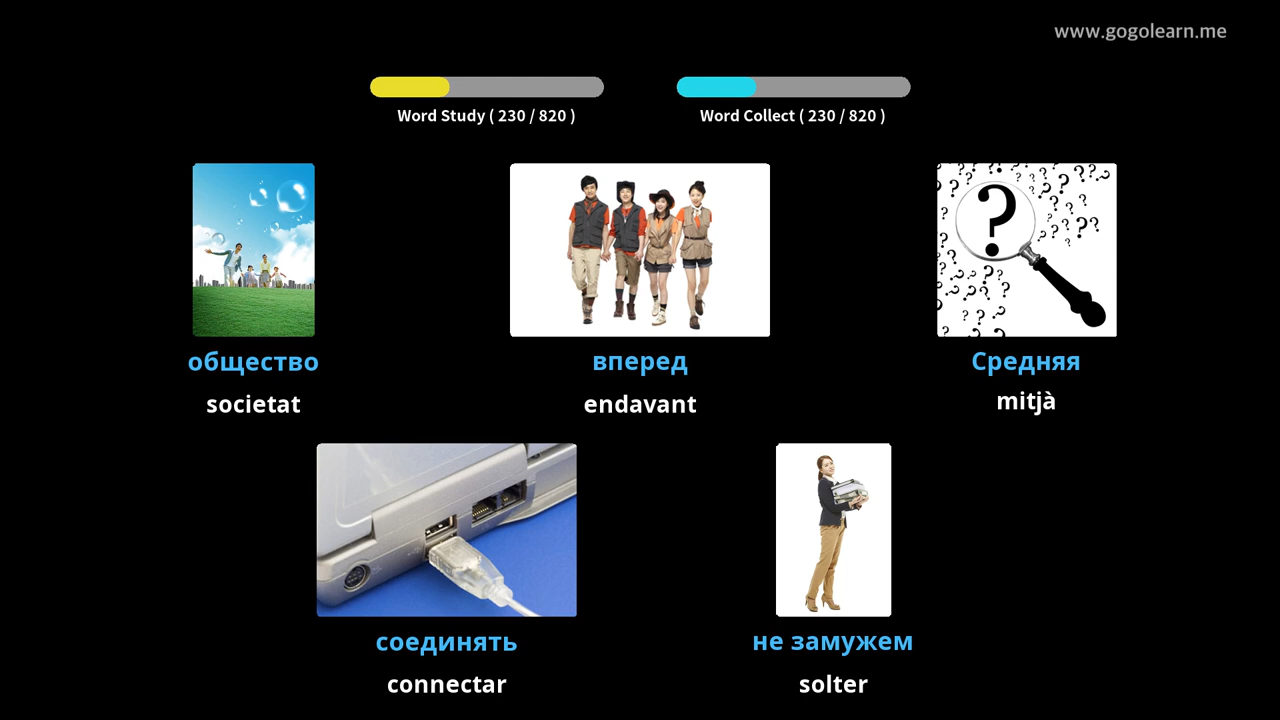 www.gogolearn.me
Word Study ( 230 / 820 )
Word Collect ( 230 / 820 )
общество
societat
вперед
endavant
Средняя
mitjà
соединять
connectar
не замужем
solter